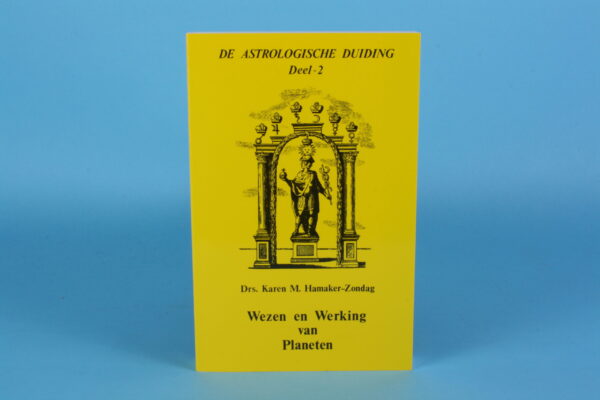 DE ASTROLOGISCHE DUIDING
Deel-2
Drs. Karen M. Hamaker-Zondag
Wezen en Werking
van
Planeten